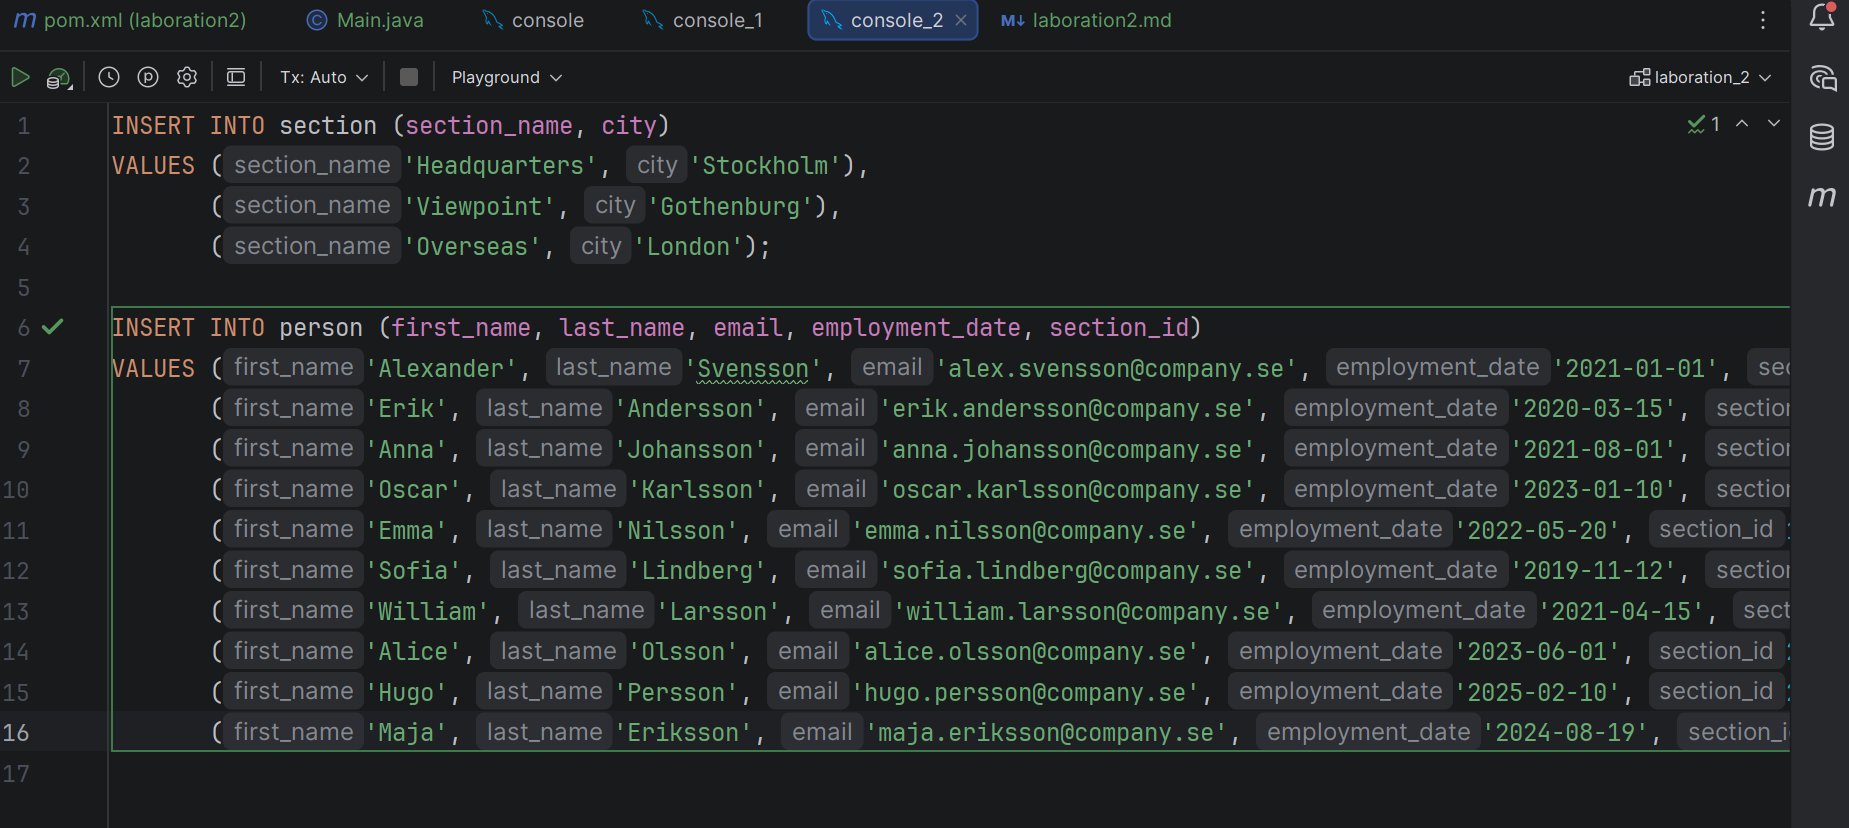 m pom.xml (laboration2) Main.java console console_1 console_2 M↓ laboration2.md
Tx: Auto Playground laboration_2
1 INSERT INTO section (section_name, city) 1
2 VALUES (section_name 'Headquarters', city 'Stockholm'),
3 (section_name 'Viewpoint', city 'Gothenburg'),
4 (section_name 'Overseas', city 'London');
5
6 INSERT INTO person (first_name, last_name, email, employment_date, section_id)
7 VALUES (first_name 'Alexander', last_name 'Svensson', email 'alex.svensson@company.se', employment_date '2021-01-01',
8 (first_name 'Erik', last_name 'Andersson', email 'erik.andersson@company.se', employment_date '2020-03-15',
9 (first_name 'Anna', last_name 'Johansson', email 'anna.johansson@company.se', employment_date '2021-08-01',
10 (first_name 'Oscar', last_name 'Karlsson', email 'oscar.karlsson@company.se', employment_date '2023-01-10',
11 (first_name 'Emma', last_name 'Nilsson', email 'emma.nilsson@company.se', employment_date '2022-05-20', section_id
12 (first_name 'Sofia', last_name 'Lindberg', email 'sofia.lindberg@company.se', employment_date '2019-11-12',
13 (first_name 'William', last_name 'Larsson', email 'william.larsson@company.se', employment_date '2021-04-15',
14 (first_name 'Alice', last_name 'Olsson', email 'alice.olsson@company.se', employment_date '2023-06-01', section_id
15 (first_name 'Hugo', last_name 'Persson', email 'hugo.persson@company.se', employment_date '2025-02-10', section_id
16 (first_name 'Maja', last_name 'Eriksson', email 'maja.eriksson@company.se', employment_date '2024-08-19',
17